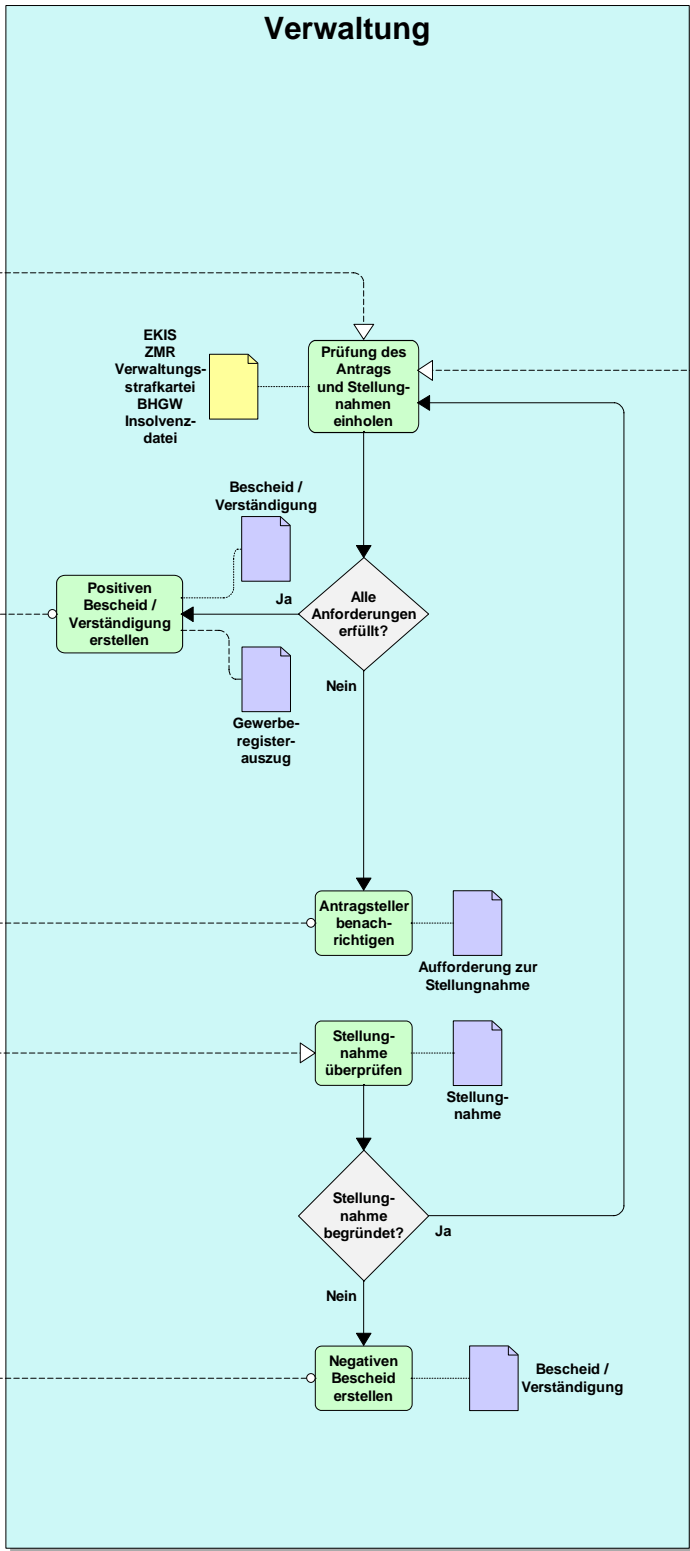 Verwaltung
EKIS
ZMR
Verwaltungs-
strafkartei
BHGW
Insolvenz-
datei
Prüfung des
Antrags
und Stellung-
nahmen
einholen
Bescheid /
Verständigung
Positiven
Bescheid /
Verständigung
erstellen
Ja
Alle
Anforderungen
erfüllt?
Nein
Gewerbe-
register-
auszug
Antragsteller
benach-
richtigen
Aufforderung zur
Stellungnahme
Stellung-
nahme
überprüfen
Stellung-
nahme
Stellung-
nahme
begründet?
Ja
Nein
Negativen
Bescheid
erstellen
Bescheid /
Verständigung